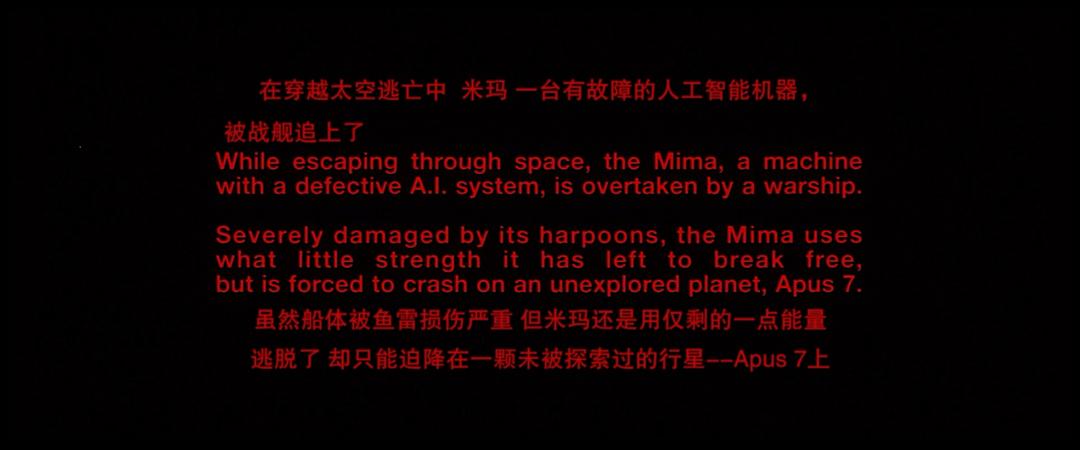 在穿越太空逃亡中 米玛 一台有故障的人工智能机器，
被战舰追上了
While escaping through space, the Mima, a machine
with a defective A.I. system, is overtaken by a warship.
Severely damaged by its harpoons, the Mima uses
what little strength it has left to break free,
but is forced to crash on an unexplored planet, Apus 7.
虽然船体被鱼雷损伤严重 但米玛还是用仅剩的一点能量
逃脱了 却只能迫降在一颗未被探索过的行星--Apus 7上